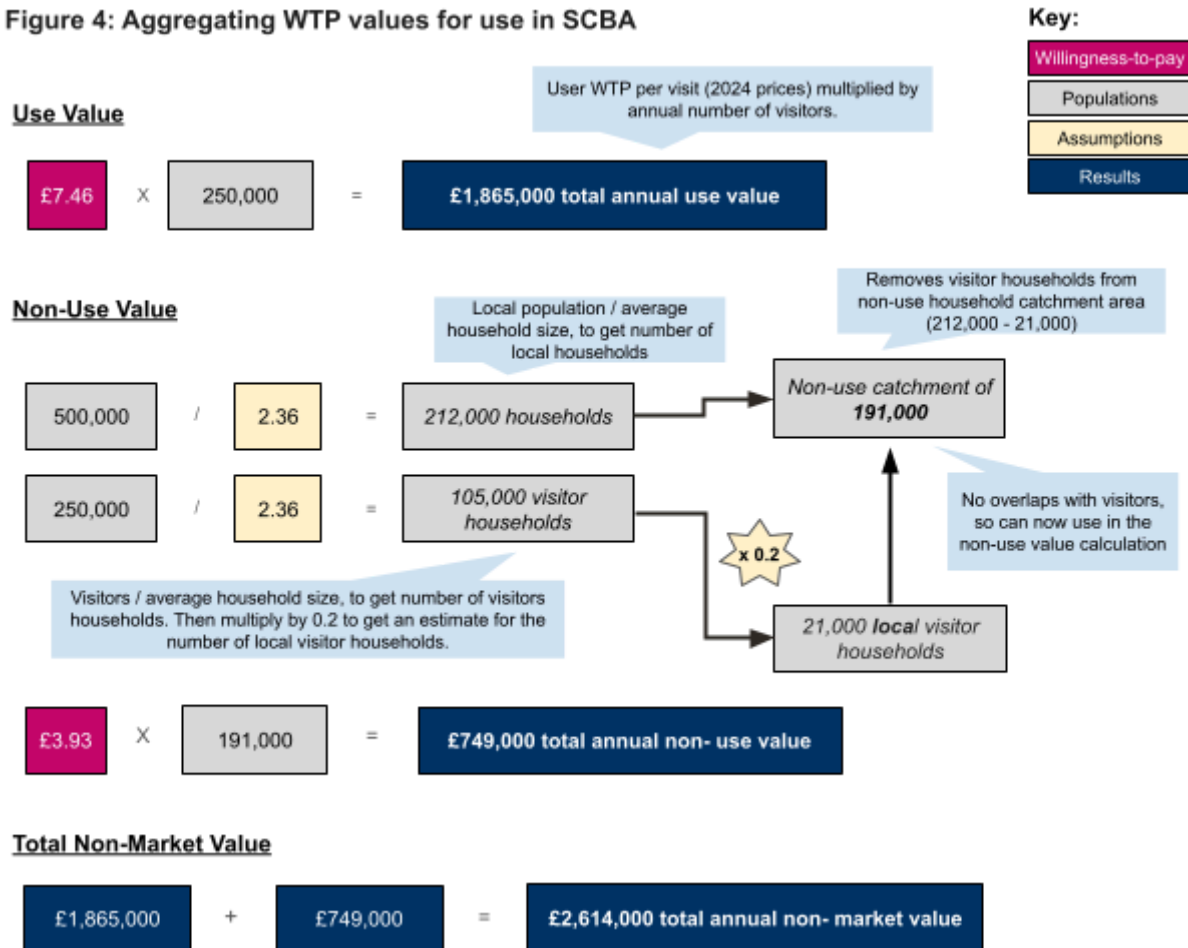 Figure 4: Aggregating WTP values for use in SCBA
Key:
Willingness-to-pay
Populations
Assumptions
Results
User WTP per visit (2024 prices) multiplied by
annual number of visitors.
Use Value
£7.46 X 250,000 = £1,865,000 total annual use value
Non-Use Value
Local population / average
household size, to get number of
local households
Removes visitor households from
non-use household catchment area
(212,000 - 21,000)
500,000 / 2.36 = 212,000 households
Non-use catchment of
191,000
250,000 / 2.36 = 105,000 visitor
households
x 0.2
No overlaps with visitors,
so can now use in the
non-use value calculation
Visitors / average household size, to get number of visitors
households. Then multiply by 0.2 to get an estimate for the
number of local visitor households.
21,000 local visitor
households
£3.93 X 191,000 = £749,000 total annual non- use value
Total Non-Market Value
£1,865,000 + £749,000 = £2,614,000 total annual non- market value